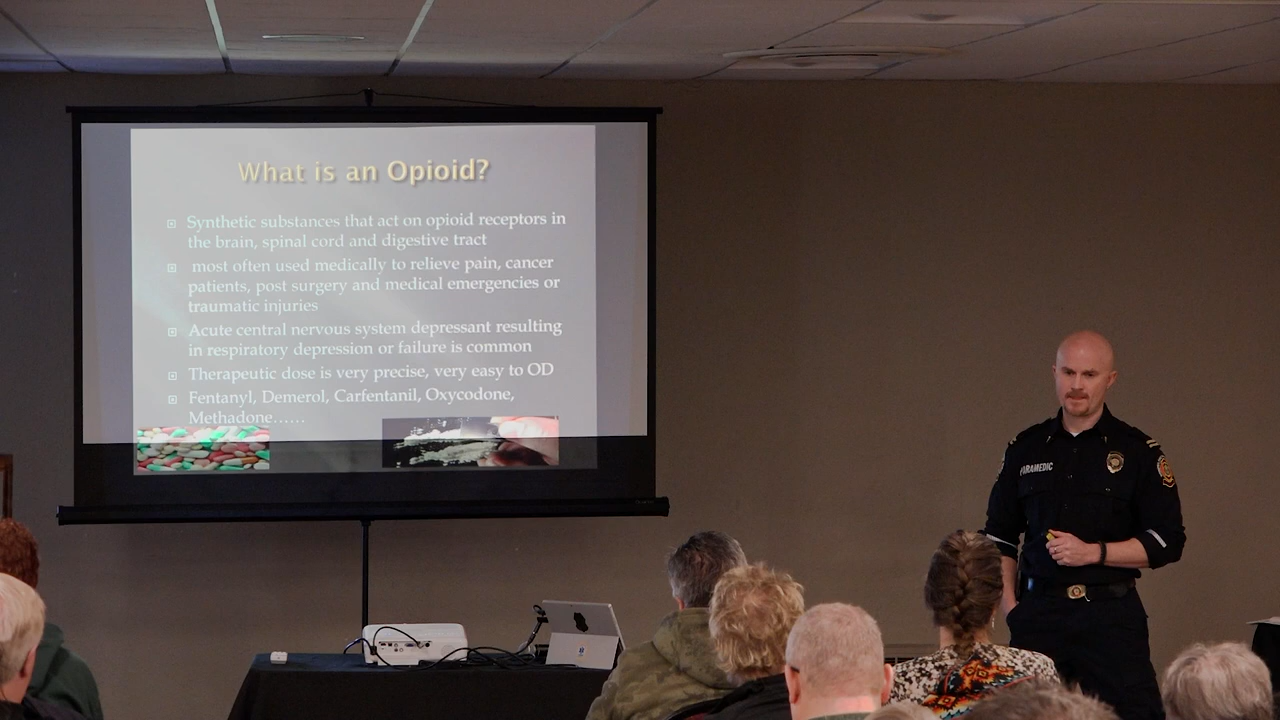 What is an Opioid?
Synthetic substances that act on opioid receptors in
the brain, spinal cord and digestive tract
most often used medically to relieve pain, cancer
patients, post surgery and medical emergencies or
traumatic injuries
Acute central nervous system depressant resulting
in respiratory depression or failure is common
Therapeutic dose is very precise, very easy to OD
Fentanyl, Demerol, Carfentanil, Oxycodone,
Methadone......
PARAMEDIC